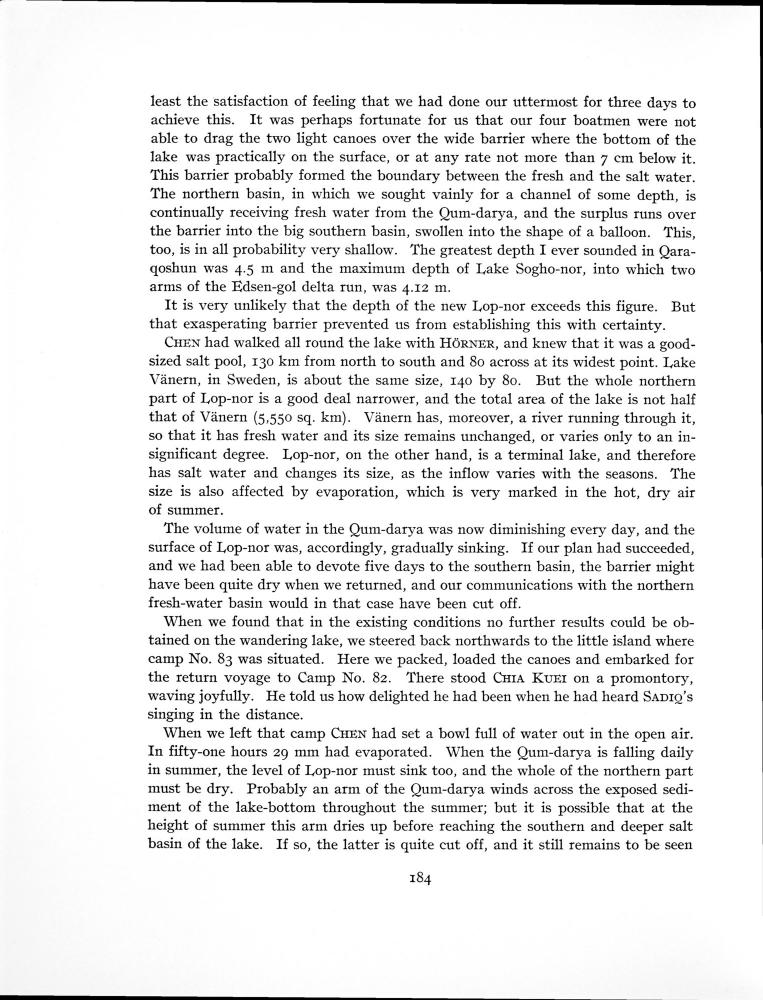 least the satisfaction of feeling that we had done our uttermost for three days to
achieve this. It was perhaps fortunate for us that our four boatmen were not
able to drag the two light canoes over the wide barrier where the bottom of the
lake was practically on the surface, or at any rate not more than 7 cm below it.
This barrier probably formed the boundary between the fresh and the salt water.
The northern basin, in which we sought vainly for a channel of some depth, is
continually receiving fresh water from the Qum-darya, and the surplus runs over
the barrier into the big southern basin, swollen into the shape of a balloon. This,
too, is in all probability very shallow. The greatest depth I ever sounded in Qara-
qoshun was 4.5 m and the maximum depth of Lake Sogho-nor, into which two
arms of the Edsen-gol delta run, was 4.12 m.
It is very unlikely that the depth of the new Lop-nor exceeds this figure. But
that exasperating barrier prevented us from establishing this with certainty.
CHEN had walked all round the lake with HÖRNER, and knew that it was a good-
sized salt pool, 130 km from north to south and 80 across at its widest point. Lake
Vänern, in Sweden, is about the same size, 140 by 80. But the whole northern
part of Lop-nor is a good deal narrower, and the total area of the lake is not half
that of Vänern (5,550 sq. km). Vänern has, moreover, a river running through it,
so that it has fresh water and its size remains unchanged, or varies only to an in-
significant degree. Lop-nor, on the other hand, is a terminal lake, and therefore
has salt water and changes its size, as the inflow varies with the seasons. The
size is also affected by evaporation, which is very marked in the hot, dry air
of summer.
The volume of water in the Qum-darya was now diminishing every day, and the
surface of Lop-nor was, accordingly, gradually sinking. If our plan had succeeded,
and we had been able to devote five days to the southern basin, the barrier might
have been quite dry when we returned, and our communications with the northern
fresh-water basin would in that case have been cut off.
When we found that in the existing conditions no further results could be ob-
tained on the wandering lake, we steered back northwards to the little island where
camp No. 83 was situated. Here we packed, loaded the canoes and embarked for
the return voyage to Camp No. 82. There stood CHIA KUEI on a promontory,
waving joyfully. He told us how delighted he had been when he had heard SADIQ's
singing in the distance.
When we left that camp CHEN had set a bowl full of water out in the open air.
In fifty-one hours 29 mm had evaporated. When the Qum-darya is falling daily
in summer, the level of Lop-nor must sink too, and the whole of the northern part
must be dry. Probably an arm of the Qum-darya winds across the exposed sedi-
ment of the lake-bottom throughout the summer; but it is possible that at the
height of summer this arm dries up before reaching the southern and deeper salt
basin of the lake. If so, the latter is quite cut off, and it still remains to be seen
184